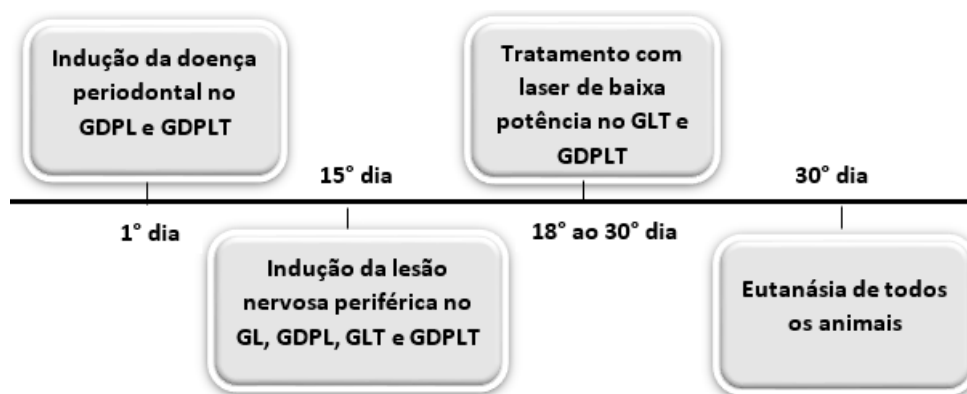 Indução da doença
periodontal no
GDPL e GDPLT
1° dia
15° dia
Indução da lesão
nervosa periférica no
GL, GDPL, GLT e GDPLT
Tratamento com
laser de baixa
potência no GLT e
GDPLT
18° ao 30° dia
30° dia
Eutanásia de todos
os animais